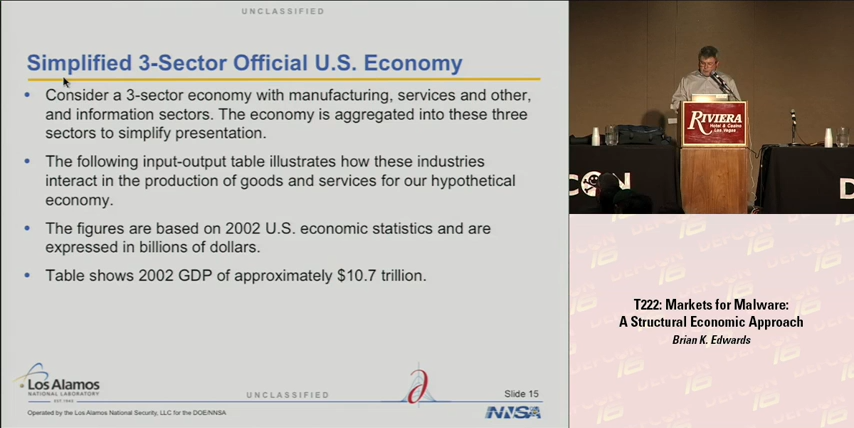 UNCLASSIFIED
Simplified 3-Sector Official U.S. Economy
• Consider a 3-sector economy with manufacturing, services and other,
and information sectors. The economy is aggregated into these three
sectors to simplify presentation.
• The following input-output table illustrates how these industries
interact in the production of goods and services for our hypothetical
economy.
• The figures are based on 2002 U.S. economic statistics and are
expressed in billions of dollars.
• Table shows 2002 GDP of approximately $10.7 trillion.
Los Alamos
NATIONAL LABORATORY
EST. 1943
Operated by the Los Alamos National Security, LLC for the DOE/NNSA
UNCLASSIFIED
Slide 15
NNSA
RIVIERA
Hotel & Casino
Las Vegas
CON
D
DEFCON 16
T222: Markets for Malware:
A Structural Economic Approach
Brian K. Edwards